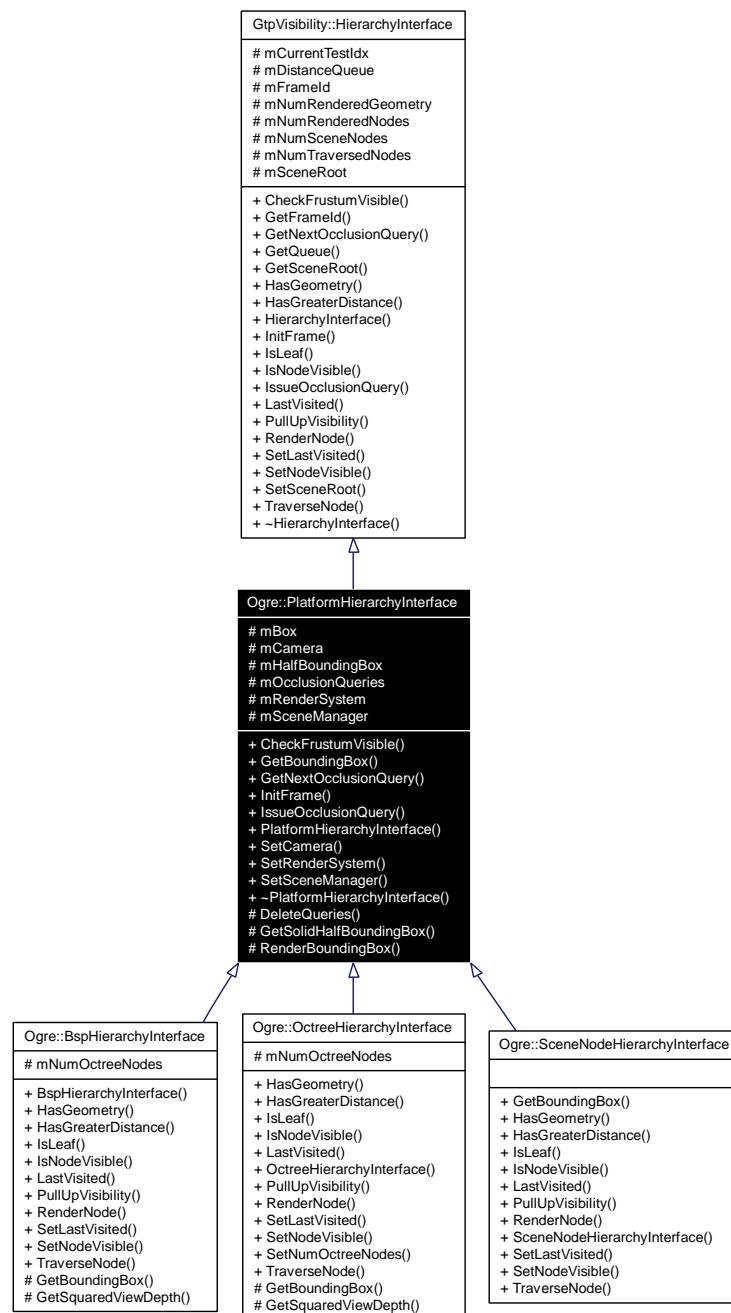 GtpVisibility::HierarchyInterface
# mCurrentTestIdx
# mDistanceQueue
# mFrameId
# mNumRenderedGeometry
# mNumRenderedNodes
# mNumSceneNodes
# mNumTraversedNodes
# mSceneRoot
+ CheckFrustumVisible()
+ GetFrameId()
+ GetNextOcclusionQuery()
+ GetQueue()
+ GetSceneRoot()
+ HasGeometry()
+ HasGreaterDistance()
+ HierarchyInterface()
+ InitFrame()
+ IsLeaf()
+ IsNodeVisible()
+ IssueOcclusionQuery()
+ LastVisited()
+ PullUpVisibility()
+ RenderNode()
+ SetLastVisited()
+ SetNodeVisible()
+ SetSceneRoot()
+ TraverseNode()
+ ~HierarchyInterface()
Ogre::PlatformHierarchyInterface
# mBox
# mCamera
# mHalfBoundingBox
# mOcclusionQueries
# mRenderSystem
# mSceneManager
+ CheckFrustumVisible()
+ GetBoundingBox()
+ GetNextOcclusionQuery()
+ InitFrame()
+ IssueOcclusionQuery()
+ PlatformHierarchyInterface()
+ SetCamera()
+ SetRenderSystem()
+ SetSceneManager()
+ ~PlatformHierarchyInterface()
# DeleteQueries()
# GetSolidHalfBoundingBox()
# RenderBoundingBox()
Ogre::BspHierarchyInterface
# mNumOctreeNodes
+ BspHierarchyInterface()
+ HasGeometry()
+ HasGreaterDistance()
+ IsLeaf()
+ IsNodeVisible()
+ LastVisited()
+ PullUpVisibility()
+ RenderNode()
+ SetLastVisited()
+ SetNodeVisible()
+ TraverseNode()
# GetBoundingBox()
# GetSquaredViewDepth()
Ogre::OctreeHierarchyInterface
# mNumOctreeNodes
+ HasGeometry()
+ HasGreaterDistance()
+ IsLeaf()
+ IsNodeVisible()
+ LastVisited()
+ OctreeHierarchyInterface()
+ PullUpVisibility()
+ RenderNode()
+ SetLastVisited()
+ SetNodeVisible()
+ SetNumOctreeNodes()
+ TraverseNode()
# GetBoundingBox()
# GetSquaredViewDepth()
Ogre::SceneNodeHierarchyInterface
+ GetBoundingBox()
+ HasGeometry()
+ HasGreaterDistance()
+ IsLeaf()
+ IsNodeVisible()
+ LastVisited()
+ PullUpVisibility()
+ RenderNode()
+ SceneNodeHierarchyInterface()
+ SetLastVisited()
+ SetNodeVisible()
+ TraverseNode()